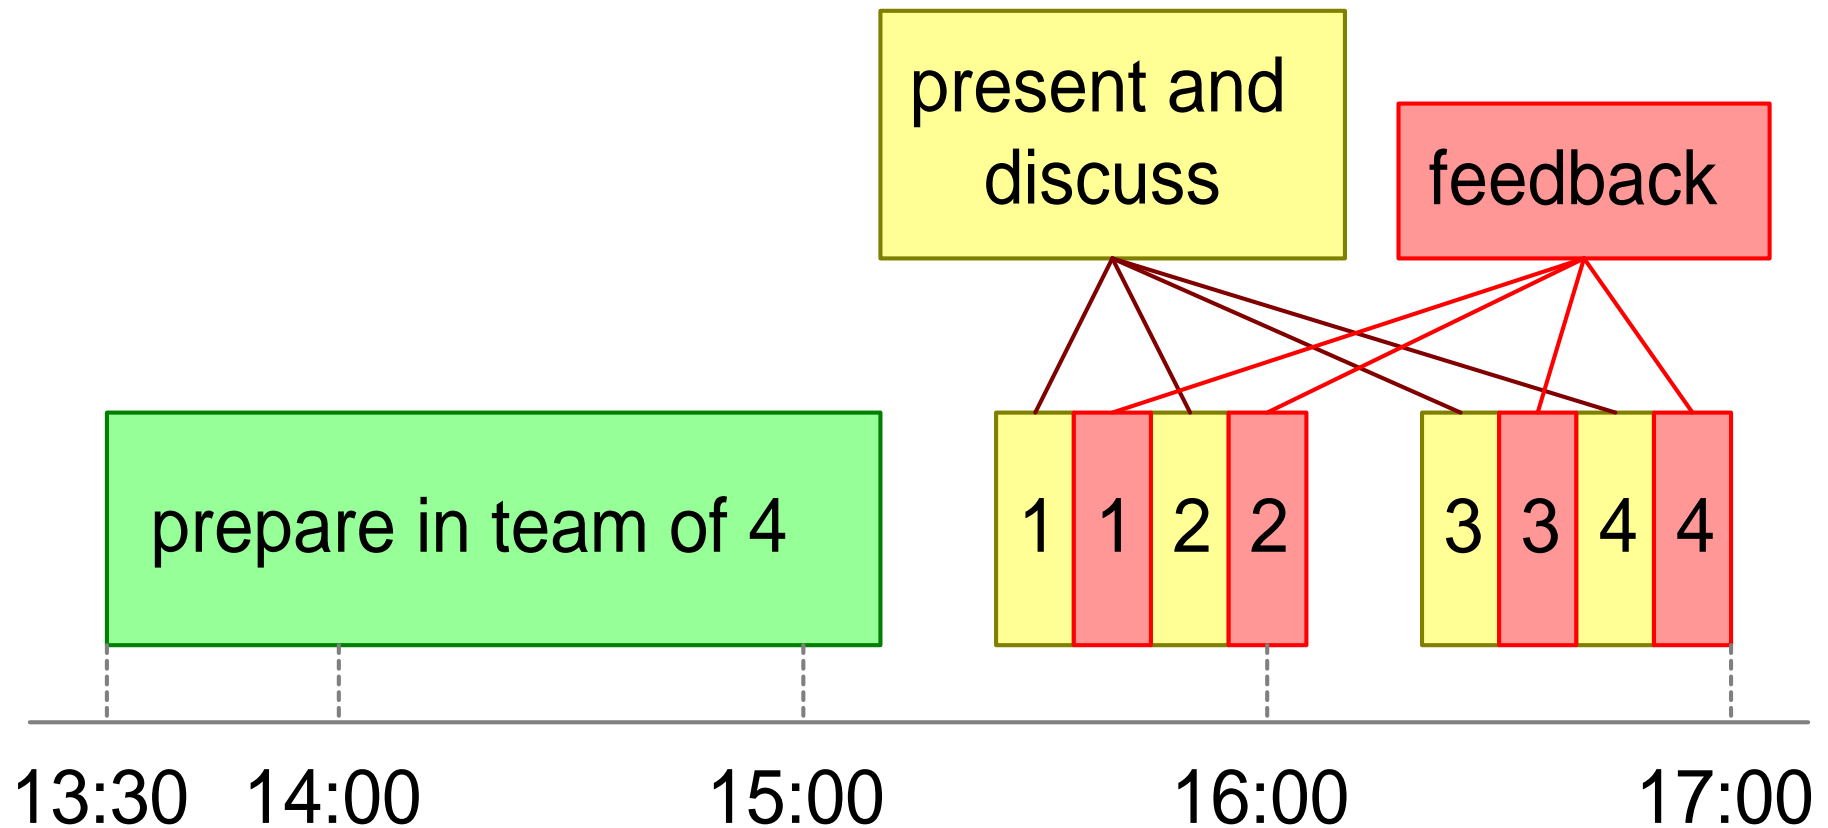 present and
discuss
feedback
prepare in team of 4
1 1 2 2 3 3 4 4
13:30 14:00 15:00 16:00 17:00